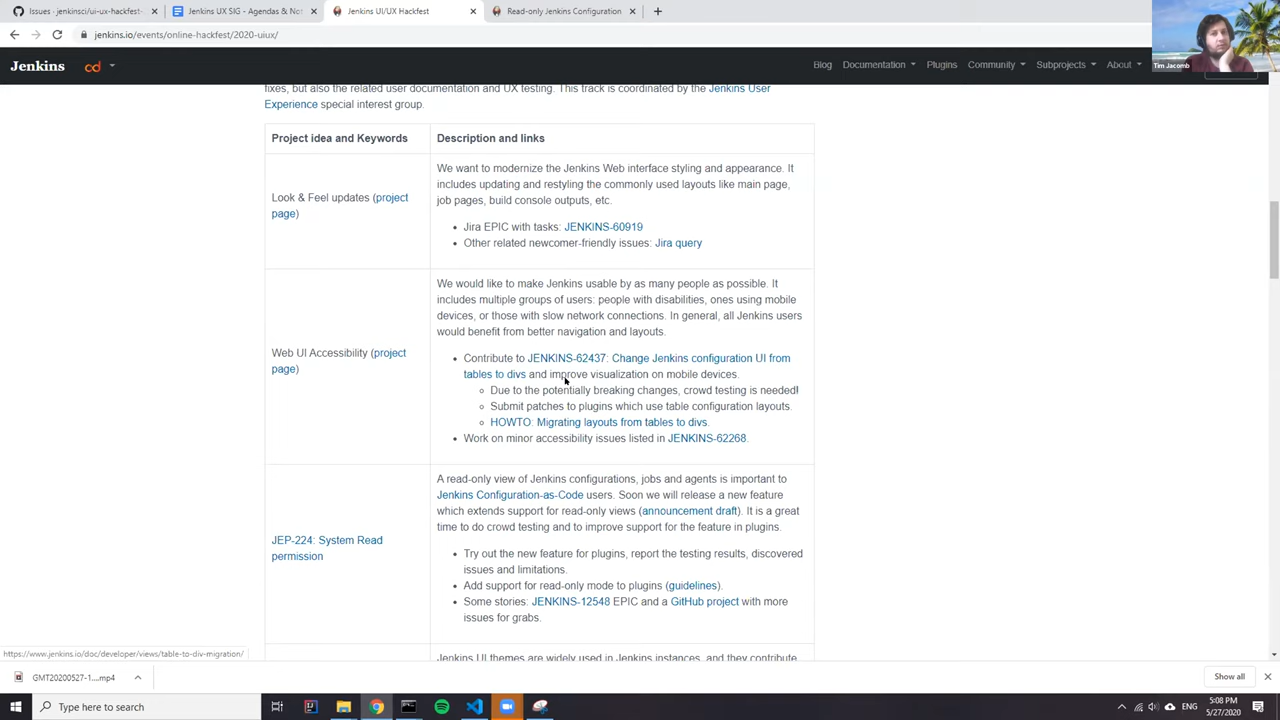 Issues · jenkinsci/ui-ux-hackfest-
Jenkins UX SIG - Agendas & No
Jenkins UI/UX Hackfest
Read-only Jenkins Configuration
jenkins.io/events/online-hackfest/2020-uiux/
Tim Jacomb
Jenkins
cd
Blog
Documentation
Plugins
Community
Subprojects
About
fixes, but also the related user documentation and UX testing. This track is coordinated by the Jenkins User
Experience special interest group.
Project idea and Keywords
Description and links
Look & Feel updates (project
page)
We want to modernize the Jenkins Web interface styling and appearance. It
includes updating and restyling the commonly used layouts like main page,
job pages, build console outputs, etc.
• Jira EPIC with tasks: JENKINS-60919
• Other related newcomer-friendly issues: Jira query
Web UI Accessibility (project
page)
We would like to make Jenkins usable by as many people as possible. It
includes multiple groups of users: people with disabilities, ones using mobile
devices, or those with slow network connections. In general, all Jenkins users
would benefit from better navigation and layouts.
• Contribute to JENKINS-62437: Change Jenkins configuration UI from
tables to divs and improve visualization on mobile devices.
Due to the potentially breaking changes, crowd testing is needed!
Submit patches to plugins which use table configuration layouts.
HOWTO: Migrating layouts from tables to divs.
• Work on minor accessibility issues listed in JENKINS-62268.
JEP-224: System Read
permission
A read-only view of Jenkins configurations, jobs and agents is important to
Jenkins Configuration-as-Code users. Soon we will release a new feature
which extends support for read-only views (announcement draft). It is a great
time to do crowd testing and to improve support for the feature in plugins.
• Try out the new feature for plugins, report the testing results, discovered
issues and limitations.
• Add support for read-only mode to plugins (guidelines).
• Some stories: JENKINS-12548 EPIC and a GitHub project with more
issues for grabs.
Jenkins UI themes are widely used in Jenkins instances, and they contribute
https://www.jenkins.io/doc/developer/views/table-to-div-migration/
GMT20200527-1....mp4
Show all
Type here to search
ENG
5:08 PM
5/27/2020